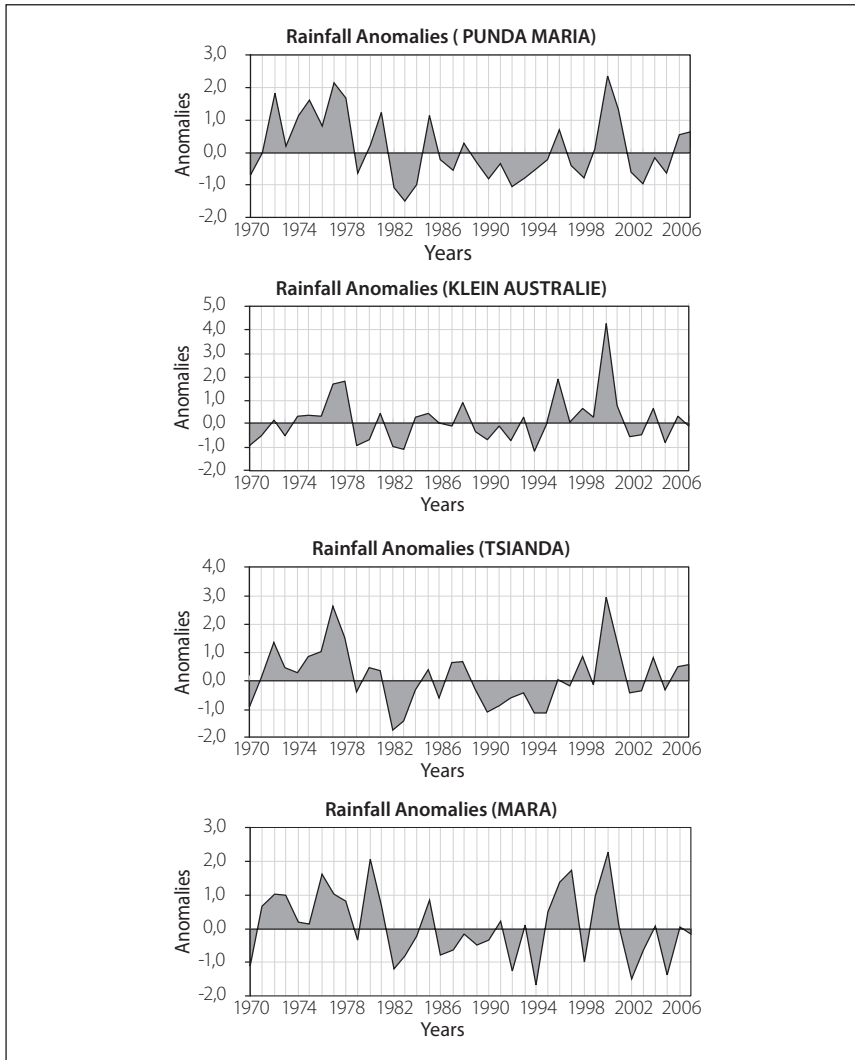 Rainfall Anomalies ( PUNDA MARIA)
3,0
2,0
1,0
0,0
-1,0
-2,0
Anomalies
1970 1974 1978 1982 1986 1990 1994 1998 2002 2006
Years
Rainfall Anomalies (KLEIN AUSTRALIE)
5,0
4,0
3,0
2,0
1,0
0,0
-1,0
-2,0
Anomalies
1970 1974 1978 1982 1986 1990 1994 1998 2002 2006
Years
Rainfall Anomalies (TSIANDA)
4,0
3,0
2,0
1,0
0,0
-1,0
-2,0
Anomalies
1970 1974 1978 1982 1986 1990 1994 1998 2002 2006
Years
Rainfall Anomalies (MARA)
3,0
2,0
1,0
0,0
-1,0
-2,0
Anomalies
1970 1974 1978 1982 1986 1990 1994 1998 2002 2006
Years